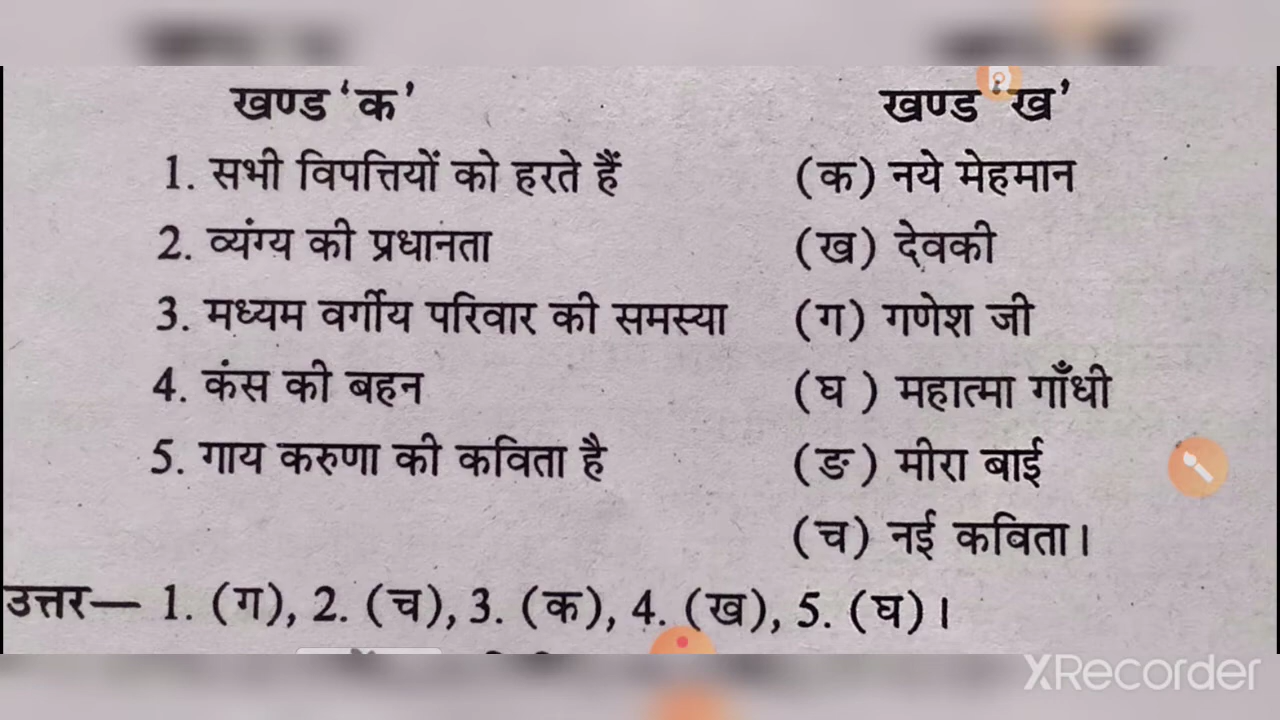 खण्ड 'क' खण्ड 'ख'
1. सभी विपत्तियों को हरते हैं (क) नये मेहमान
2. व्यंग्य की प्रधानता (ख) देवकी
3. मध्यम वर्गीय परिवार की समस्या (ग) गणेश जी
4. कंस की बहन (घ) महात्मा गाँधी
5. गाय करुणा की कविता है (ङ) मीरा बाई
(च) नई कविता।
उत्तर— 1. (ग), 2. (च), 3. (क), 4. (ख), 5. (घ)।
XRecorder